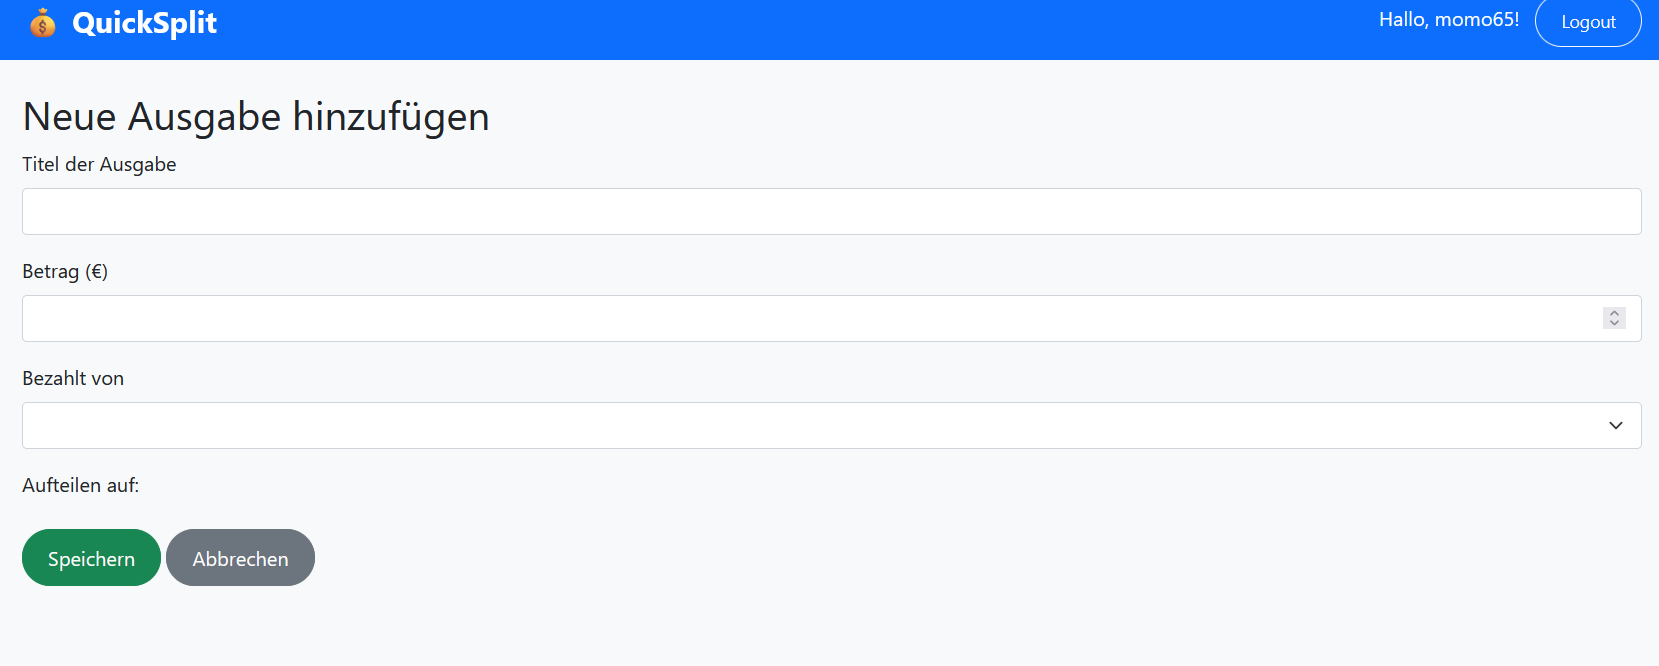 QuickSplit
Hallo, momo65! Logout
Neue Ausgabe hinzufügen
Titel der Ausgabe
Betrag (€)
Bezahlt von
Aufteilen auf:
Speichern Abbrechen